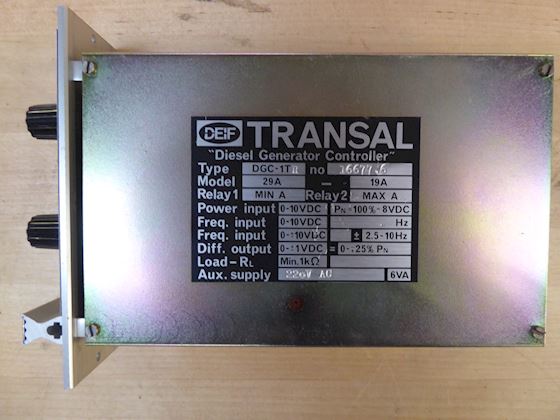 DEIF TRANSAL
"Diesel Generator Controller"
Type DGC-1T no
Model 29A - 19A
Relay1 MIN A Relay2 MAX A
Power input 0-10VDC PN=100%=8VDC
Freq. input 0-10VDC Hz
Freq. input 0-±10VDC ± 2.5-10Hz
Diff. output 0-±1VDC = 0-±25% PN
Load-RL Min.1kΩ
Aux. supply 220V AC 6VA